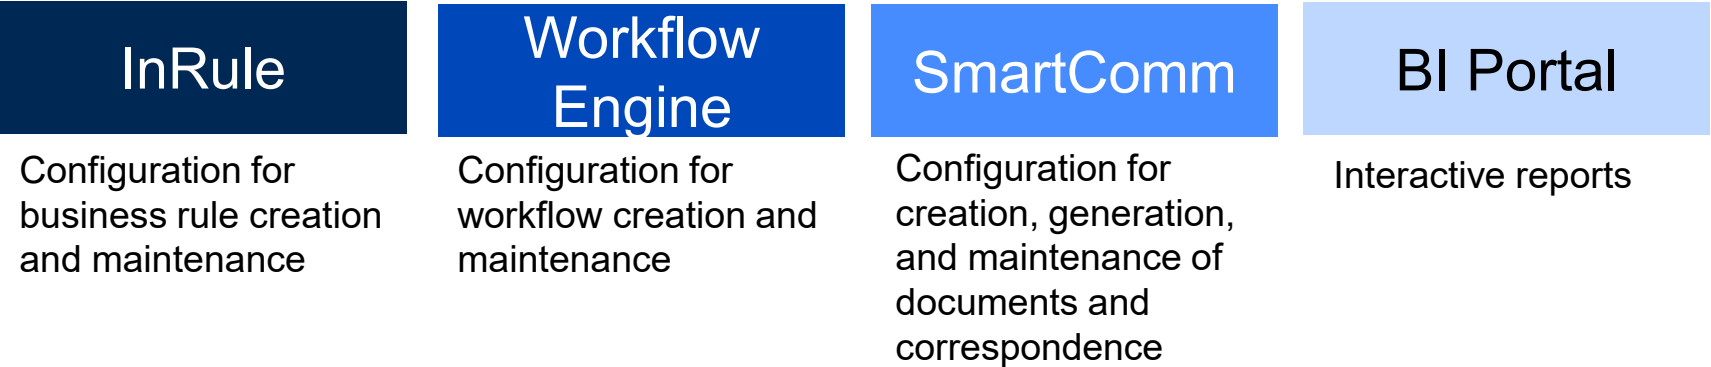 InRule
Configuration for
business rule creation
and maintenance
Workflow
Engine
Configuration for
workflow creation and
maintenance
SmartComm
Configuration for
creation, generation,
and maintenance of
documents and
correspondence
BI Portal
Interactive reports